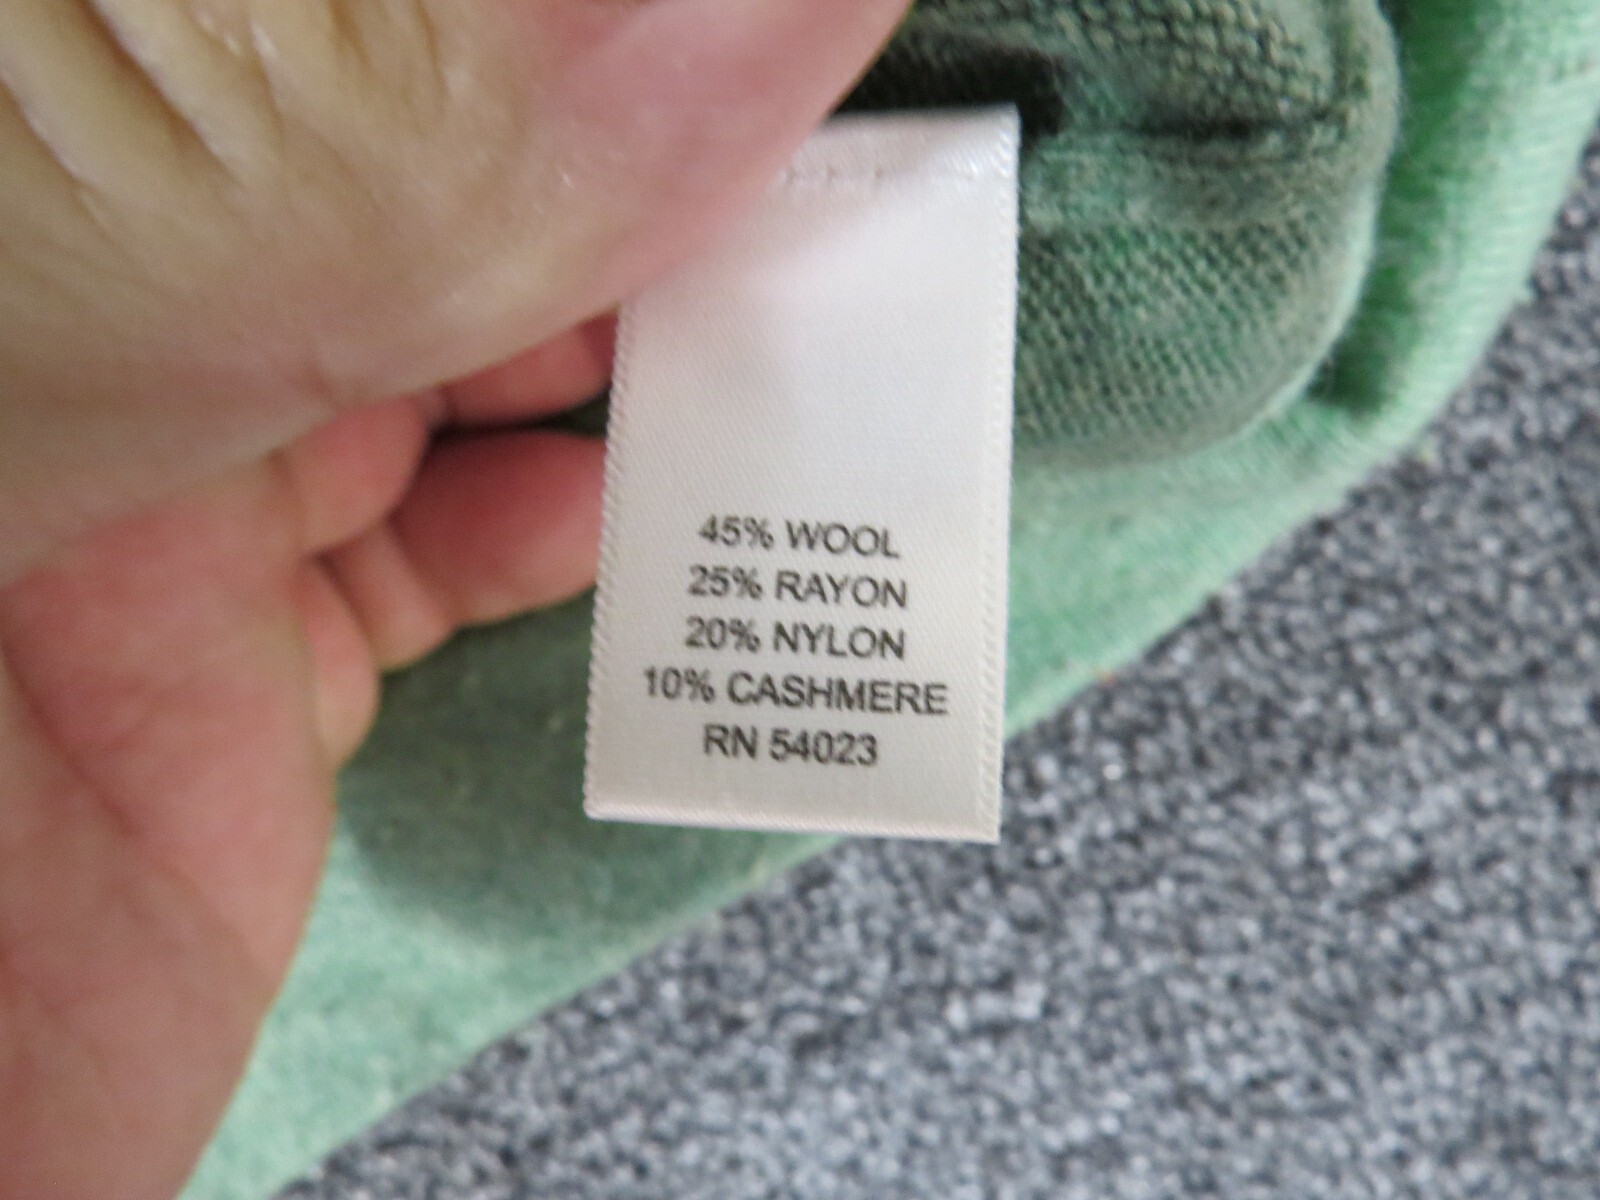 45% WOOL
25% RAYON
20% NYLON
10% CASHMERE
RN 54023